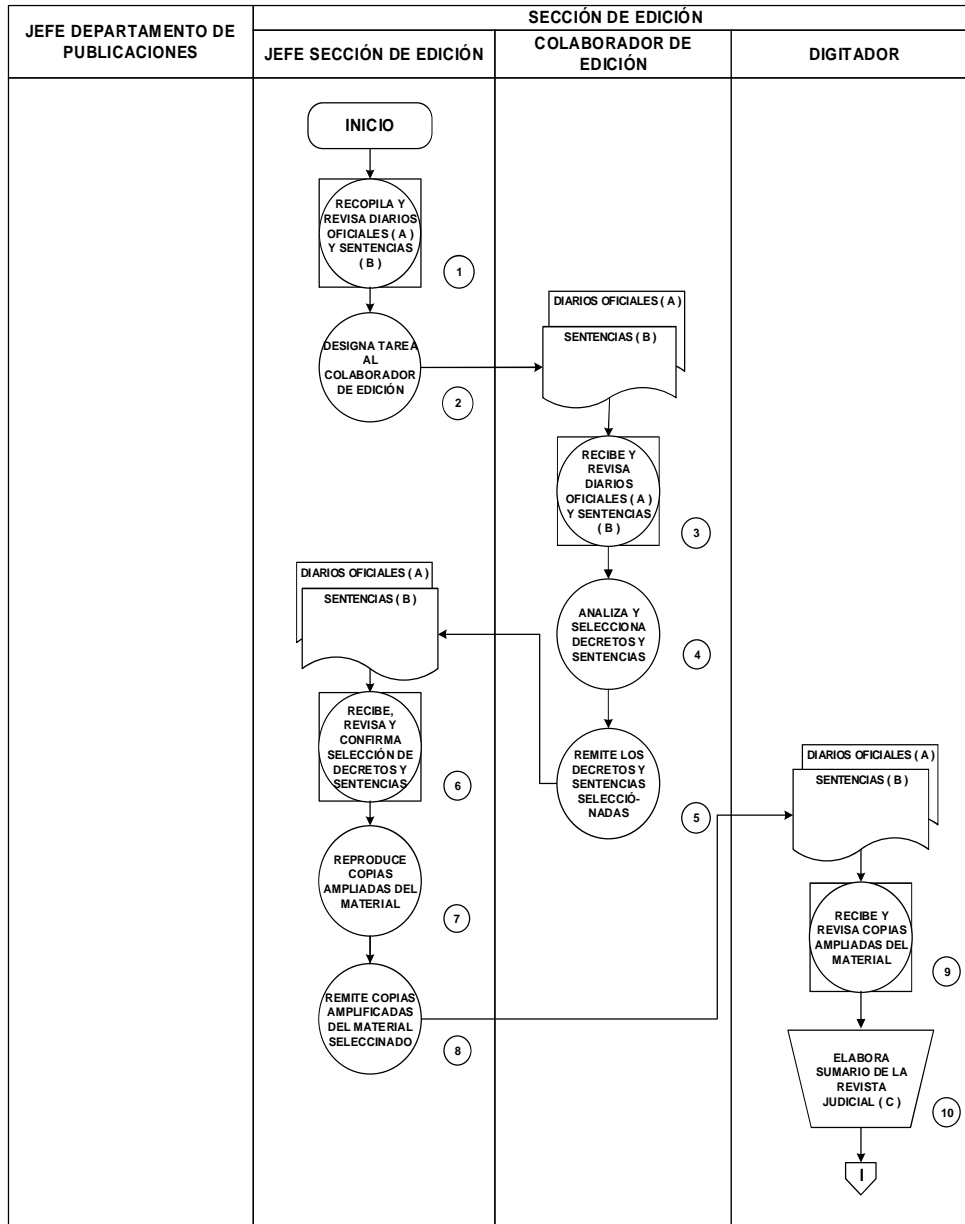 JEFE DEPARTAMENTO DE
PUBLICACIONES
SECCIÓN DE EDICIÓN
JEFE SECCIÓN DE EDICIÓN
COLABORADOR DE
EDICIÓN
DIGITADOR
INICIO
RECOPILA Y
REVISA DIARIOS
OFICIALES ( A )
Y SENTENCIAS
( B )
1
DESIGNA TAREA
AL
COLABORADOR
DE EDICIÓN
2
DIARIOS OFICIALES ( A )
SENTENCIAS ( B )
RECIBE Y
REVISA
DIARIOS
OFICIALES ( A )
Y SENTENCIAS
( B )
3
ANALIZA Y
SELECCIONA
DECRETOS Y
SENTENCIAS
4
REMITE LOS
DECRETOS Y
SENTENCIAS
SELECCIÓ-
NADAS
5
DIARIOS OFICIALES ( A )
SENTENCIAS ( B )
RECIBE,
REVISA Y
CONFIRMA
SELECCIÓN DE
DECRETOS Y
SENTENCIAS
6
REPRODUCE
COPIAS
AMPLIADAS DEL
MATERIAL
7
REMITE COPIAS
AMPLIFICADAS
DEL MATERIAL
SELECCINADO
8
DIARIOS OFICIALES ( A )
SENTENCIAS ( B )
RECIBE Y
REVISA COPIAS
AMPLIADAS DEL
MATERIAL
9
ELABORA
SUMARIO DE LA
REVISTA
JUDICIAL ( C )
10
I